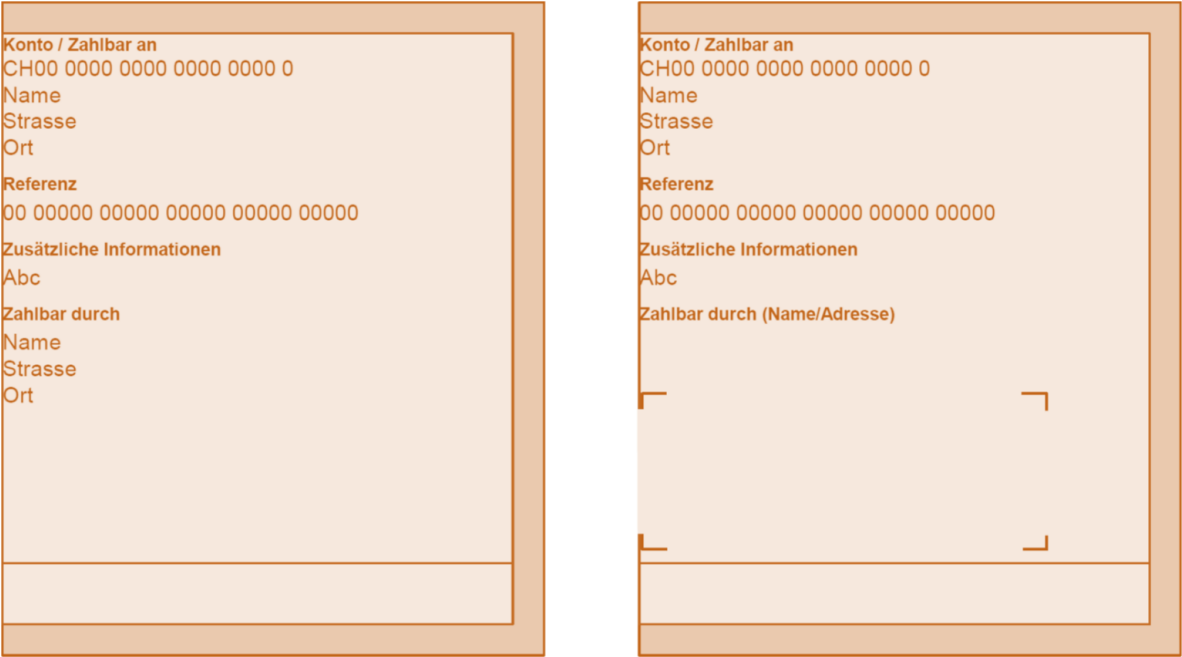 Konto / Zahlbar an
CH00 0000 0000 0000 0000 0
Name
Strasse
Ort
Referenz
00 00000 00000 00000 00000 00000
Zusätzliche Informationen
Abc
Zahlbar durch
Name
Strasse
Ort
Konto / Zahlbar an
CH00 0000 0000 0000 0000 0
Name
Strasse
Ort
Referenz
00 00000 00000 00000 00000 00000
Zusätzliche Informationen
Abc
Zahlbar durch (Name/Adresse)